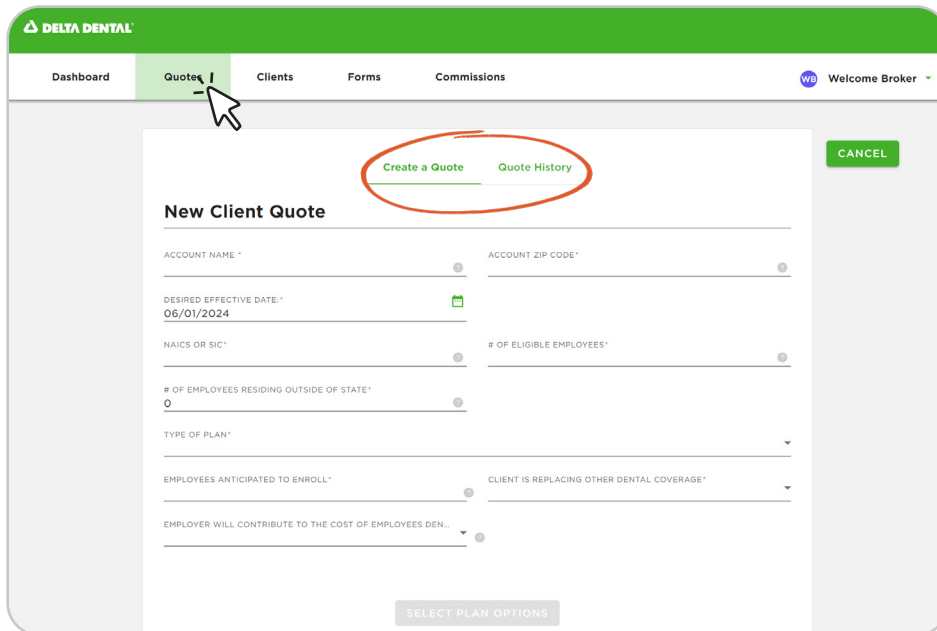 DELTA DENTAL
Dashboard Quotes Clients Forms Commissions WB Welcome Broker
CANCEL
Create a Quote Quote History
New Client Quote
ACCOUNT NAME * ACCOUNT ZIP CODE*
? ?
DESIRED EFFECTIVE DATE:*
06/01/2024
NAICS OR SIC* # OF ELIGIBLE EMPLOYEES*
? ?
# OF EMPLOYEES RESIDING OUTSIDE OF STATE*
0 ?
TYPE OF PLAN*
EMPLOYEES ANTICIPATED TO ENROLL* CLIENT IS REPLACING OTHER DENTAL COVERAGE*
?
EMPLOYER WILL CONTRIBUTE TO THE COST OF EMPLOYEES DEN...
?
SELECT PLAN OPTIONS